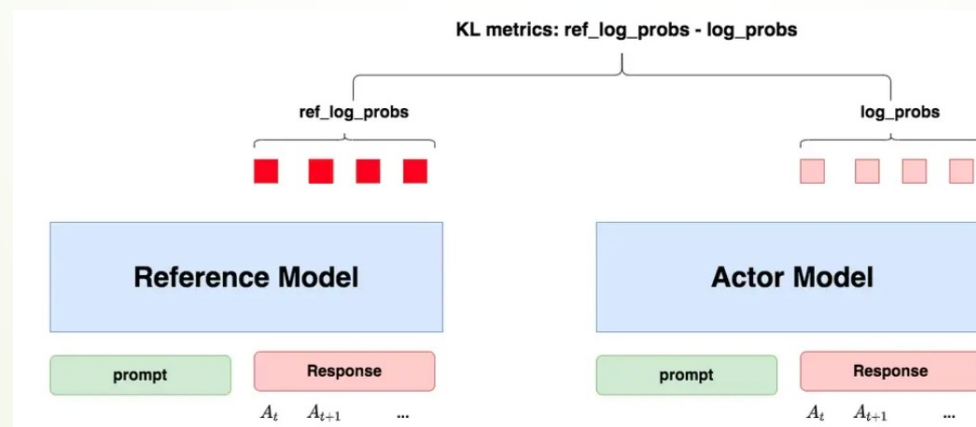 KL metrics: ref_log_probs - log_probs
ref_log_probs
log_probs
Reference Model
Actor Model
prompt
Response
prompt
Response
A_t A_{t+1} ...
A_t A_{t+1} ...